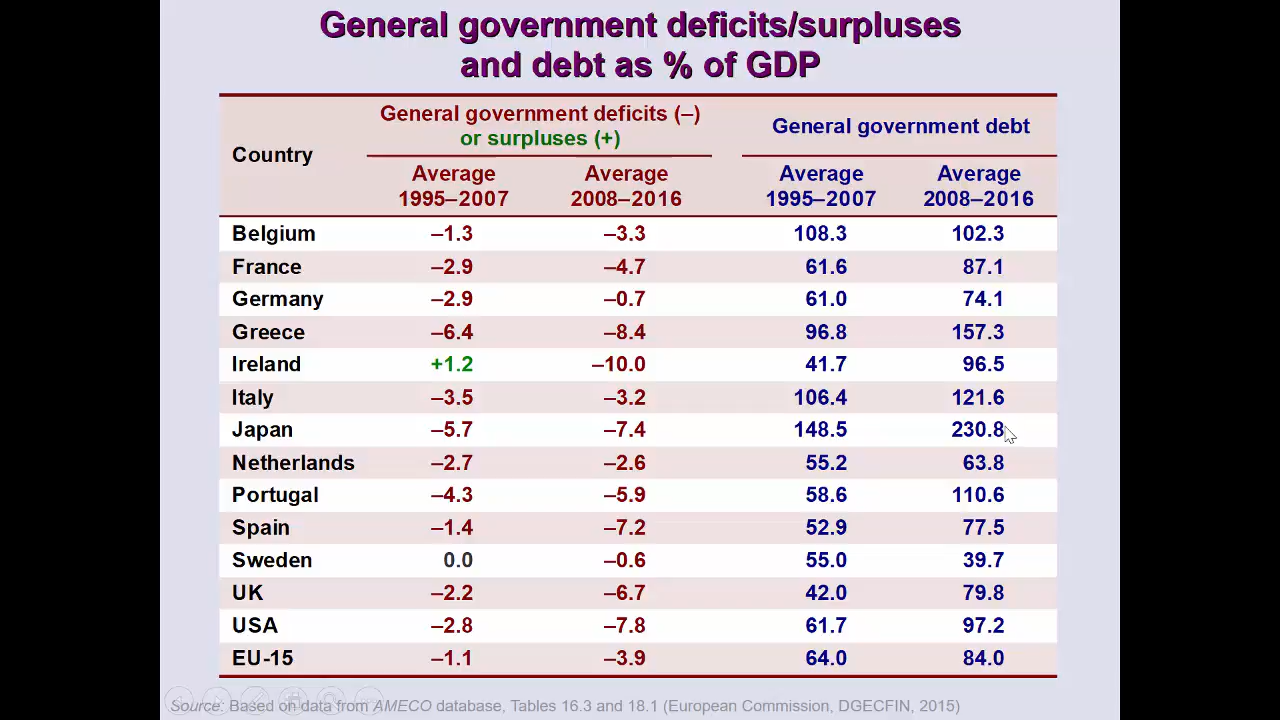 General government deficits/surpluses
and debt as % of GDP
Country
General government deficits (–)
or surpluses (+)
General government debt
Average 1995–2007
Average 2008–2016
Average 1995–2007
Average 2008–2016
Belgium –1.3 –3.3 108.3 102.3
France –2.9 –4.7 61.6 87.1
Germany –2.9 –0.7 61.0 74.1
Greece –6.4 –8.4 96.8 157.3
Ireland +1.2 –10.0 41.7 96.5
Italy –3.5 –3.2 106.4 121.6
Japan –5.7 –7.4 148.5 230.8
Netherlands –2.7 –2.6 55.2 63.8
Portugal –4.3 –5.9 58.6 110.6
Spain –1.4 –7.2 52.9 77.5
Sweden 0.0 –0.6 55.0 39.7
UK –2.2 –6.7 42.0 79.8
USA –2.8 –7.8 61.7 97.2
EU-15 –1.1 –3.9 64.0 84.0
Source: Based on data from AMECO database, Tables 16.3 and 18.1 (European Commission, DGECFIN, 2015)